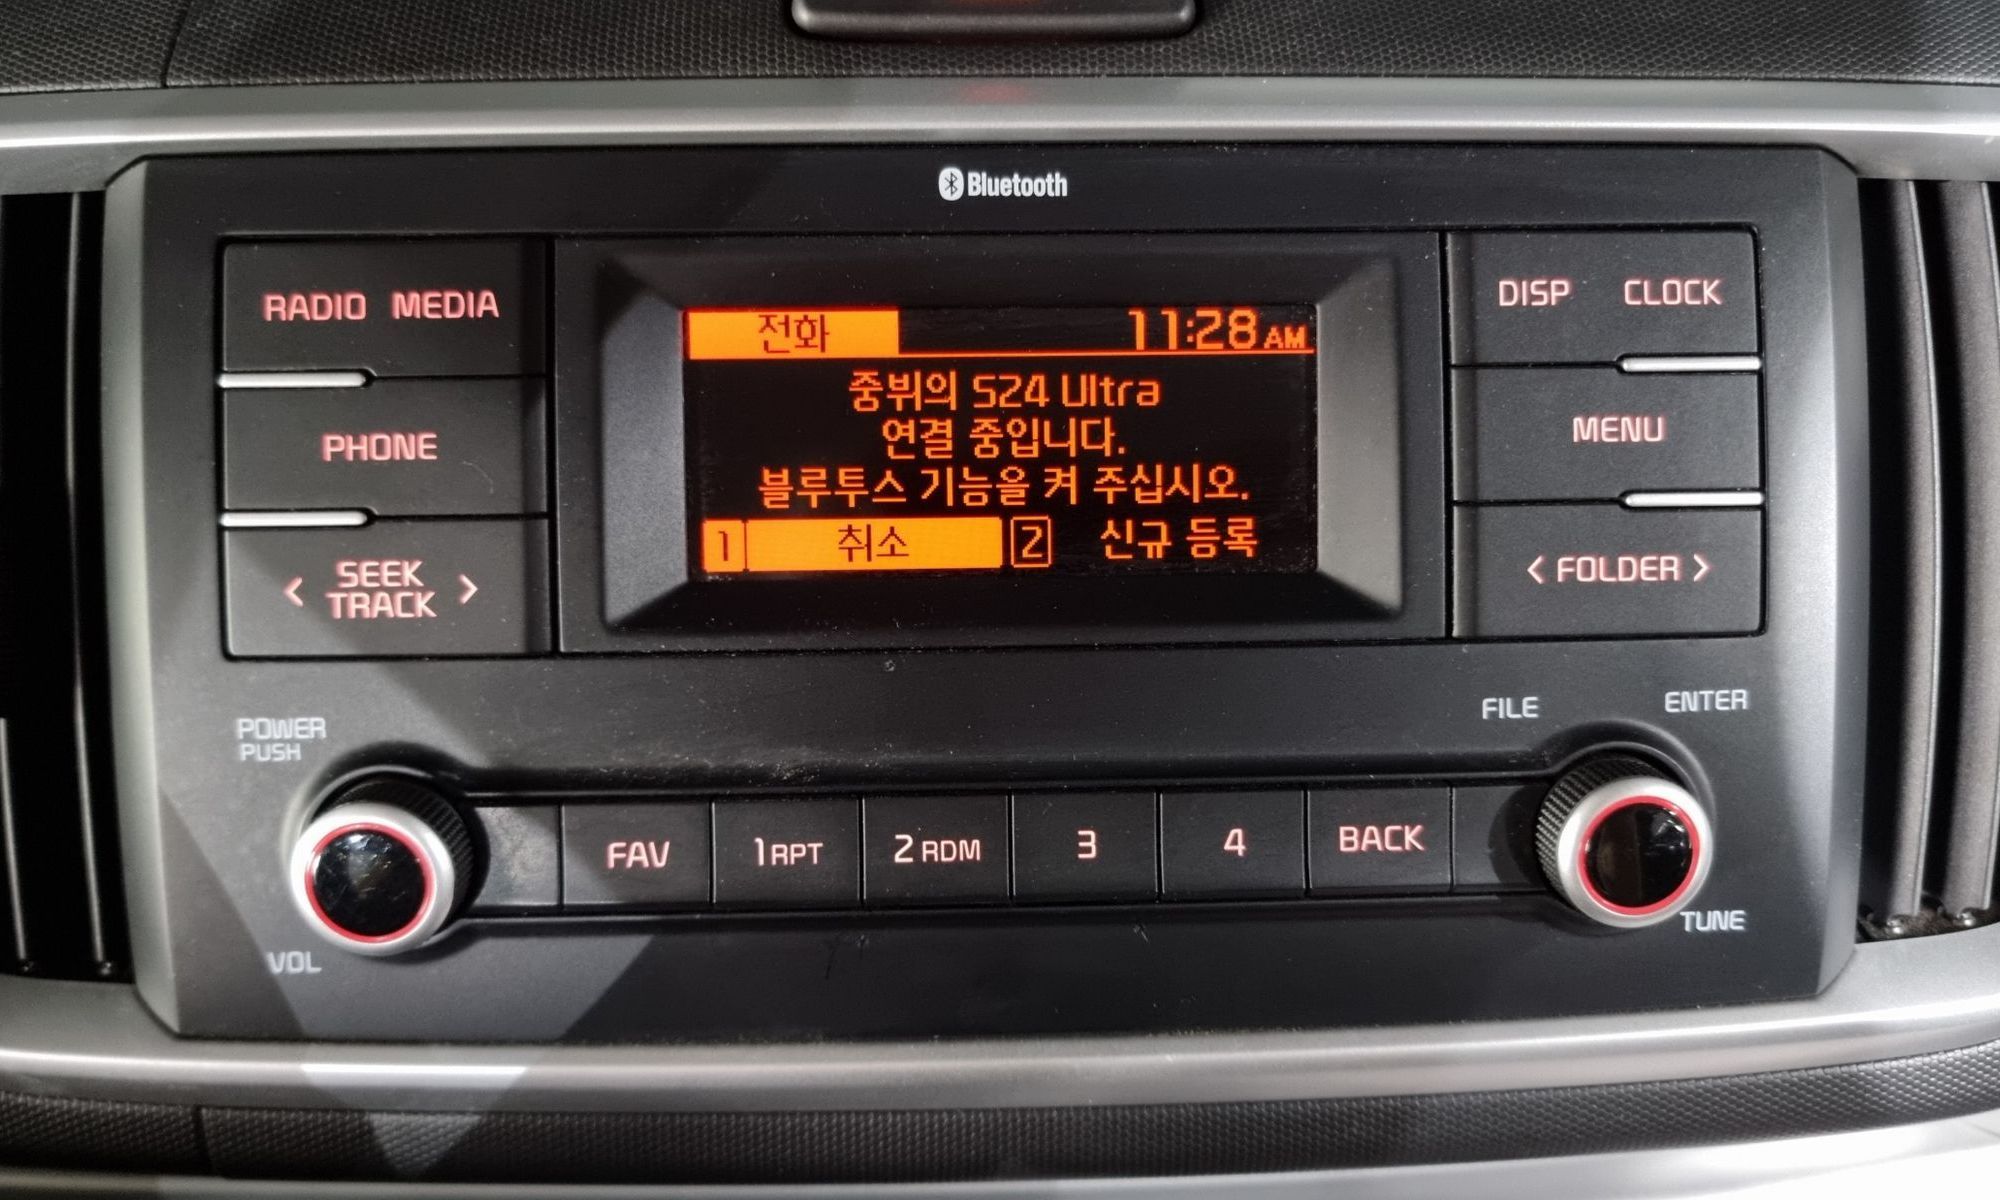 Bluetooth
RADIO MEDIA
PHONE
< SEEK TRACK >
전화 11:28 AM
중뷔의 S24 Ultra
연결 중입니다.
블루투스 기능을 켜 주십시오.
1 취소 2 신규 등록
DISP CLOCK
MENU
< FOLDER >
POWER
PUSH
VOL
FAV 1 RPT 2 RDM 3 4 BACK
FILE ENTER
TUNE